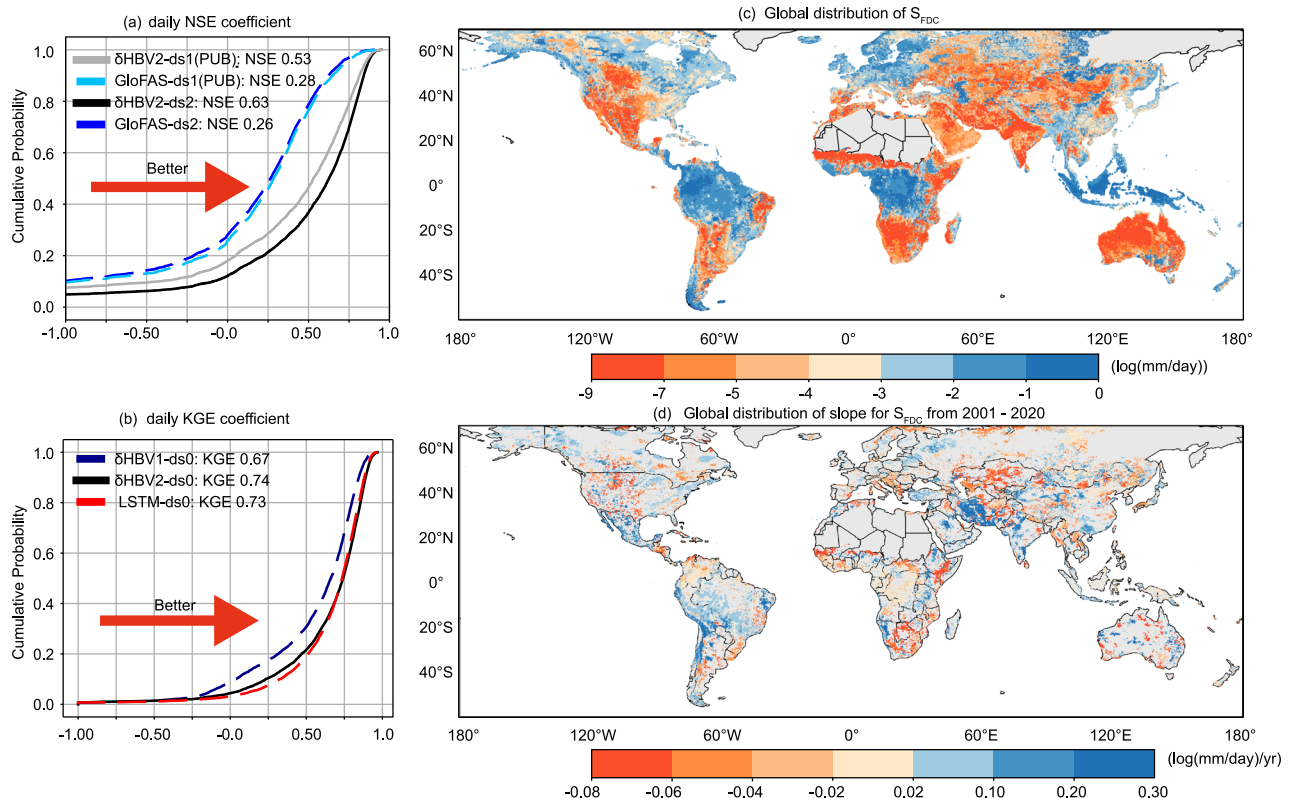 (a) daily NSE coefficient
1.0
0.8
0.6
0.4
0.2
0.0
Cumulative Probability
δHBV2-ds1(PUB): NSE 0.53
GloFAS-ds1(PUB): NSE 0.28
δHBV2-ds2: NSE 0.63
GloFAS-ds2: NSE 0.26
Better
-1.00 -0.50 -0.0 0.50 1.0
(c) Global distribution of S_FDC
60°N
40°N
20°N
0°
20°S
40°S
180° 120°W 60°W 0° 60°E 120°E 180°
-9 -7 -5 -4 -3 -2 -1 0
(log(mm/day))
(b) daily KGE coefficient
1.0
0.8
0.6
0.4
0.2
0.0
Cumulative Probability
δHBV1-ds0: KGE 0.67
δHBV2-ds0: KGE 0.74
LSTM-ds0: KGE 0.73
Better
-1.00 -0.50 -0.0 0.50 1.0
(d) Global distribution of slope for S_FDC from 2001 - 2020
60°N
40°N
20°N
0°
20°S
40°S
180° 120°W 60°W 0° 60°E 120°E 180°
-0.08 -0.06 -0.04 -0.02 0.02 0.10 0.20 0.30
(log(mm/day)/yr)